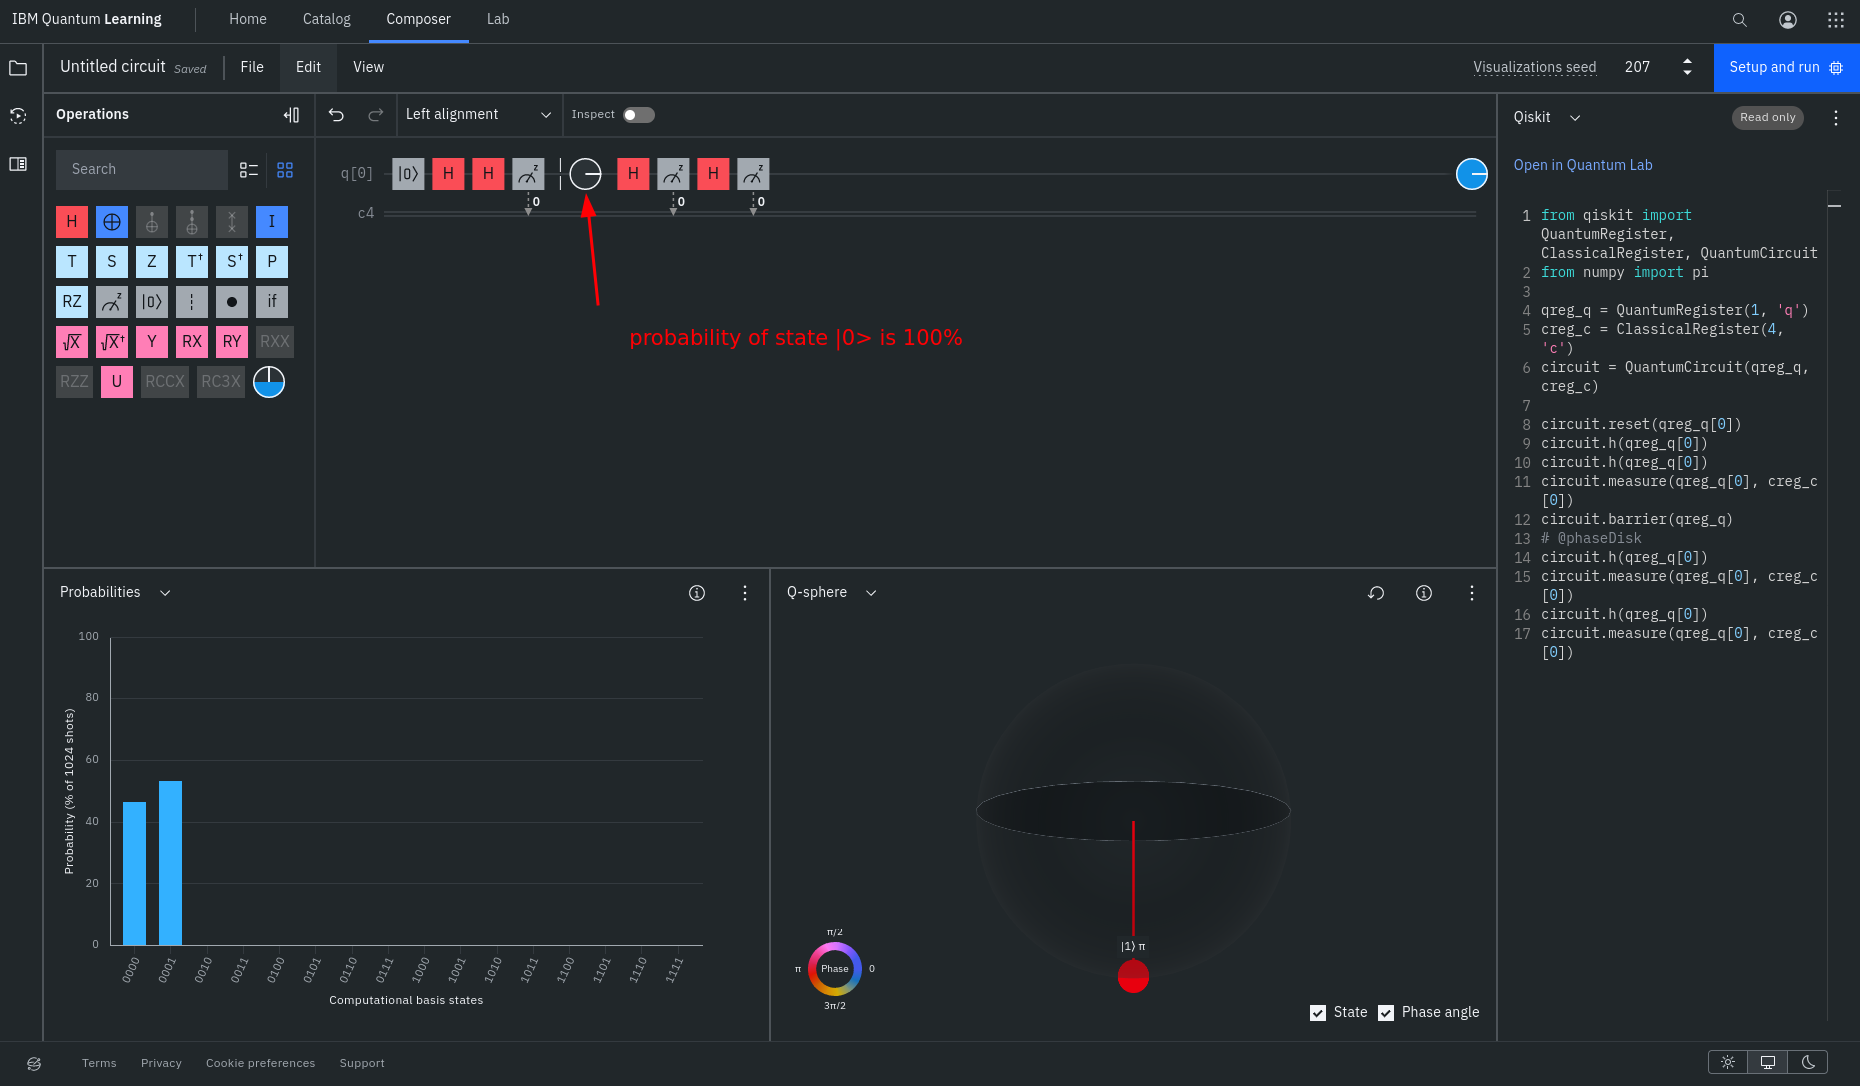 IBM Quantum Learning
Home Catalog Composer Lab
Untitled circuit Saved File Edit View
Visualizations seed 207
Setup and run
Operations
Left alignment Inspect
Search
H I
T S Z T† S† P
RZ z |0⟩ if
√X √X† Y RX RY RXX
RZZ U RCCX RC3X
q[0] |0⟩ H H z H z H z
0 0 0
c4
probability of state |0> is 100%
Qiskit Read only
Open in Quantum Lab
1 from qiskit import
QuantumRegister,
ClassicalRegister, QuantumCircuit
2 from numpy import pi
3
4 qreg_q = QuantumRegister(1, 'q')
5 creg_c = ClassicalRegister(4,
'c')
6 circuit = QuantumCircuit(qreg_q,
creg_c)
7
8 circuit.reset(qreg_q[0])
9 circuit.h(qreg_q[0])
10 circuit.h(qreg_q[0])
11 circuit.measure(qreg_q[0], creg_c
[0])
12 circuit.barrier(qreg_q)
13 # @phaseDisk
14 circuit.h(qreg_q[0])
15 circuit.measure(qreg_q[0], creg_c
[0])
16 circuit.h(qreg_q[0])
17 circuit.measure(qreg_q[0], creg_c
[0])
Probabilities
100
80
60
40
20
0
Probability (% of 1024 shots)
0000 0001 0010 0011 0100 0101 0110 0111 1000 1001 1010 1011 1100 1101 1110 1111
Computational basis states
Q-sphere
|1⟩ π
π/2
π Phase 0
3π/2
State Phase angle
Terms Privacy Cookie preferences Support